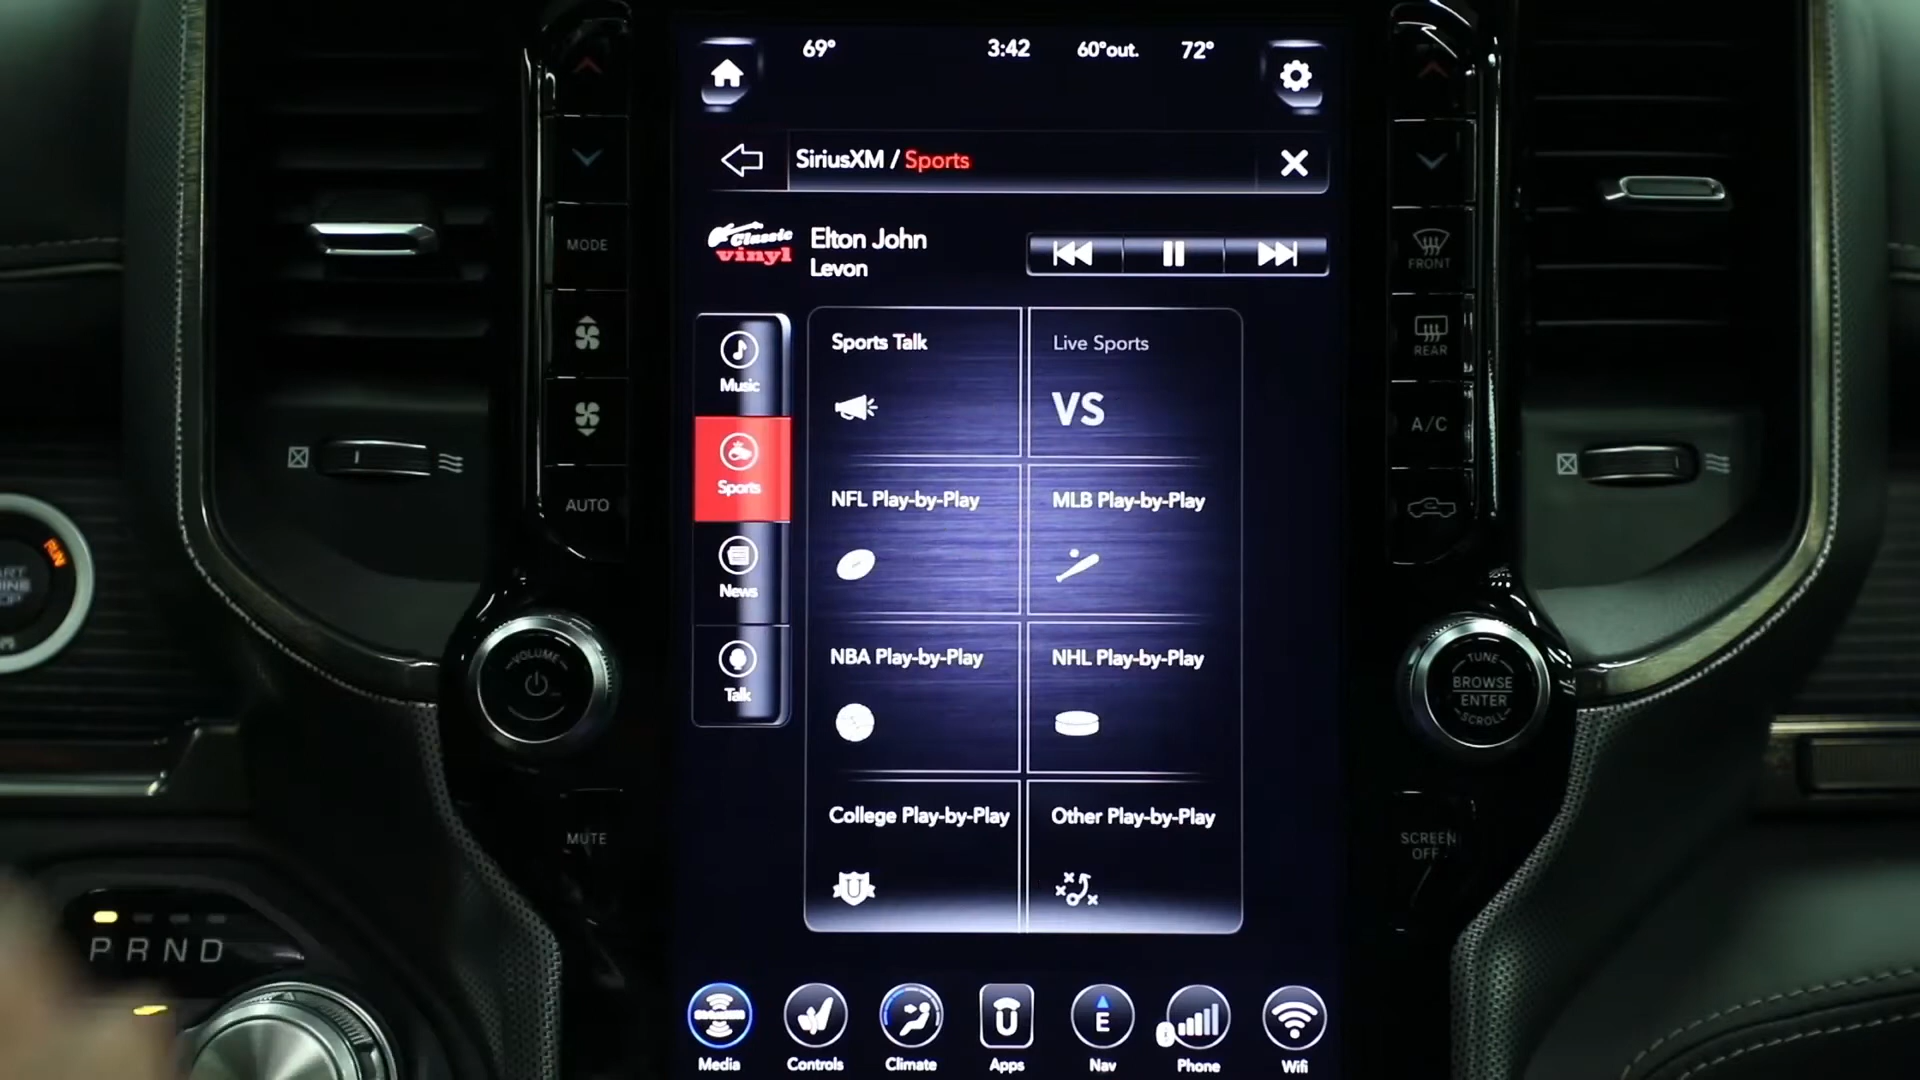 69°
3:42
60°out.
72°
SiriusXM / Sports
Classic
vinyl
Elton John
Levon
MODE
FRONT
REAR
A/C
AUTO
Music
Sports
News
Talk
Sports Talk
Live Sports
VS
NFL Play-by-Play
MLB Play-by-Play
NBA Play-by-Play
NHL Play-by-Play
College Play-by-Play
Other Play-by-Play
U
RUN
VOLUME
TUNE
BROWSE
ENTER
SCROLL
MUTE
SCREEN
OFF
P R N D
E
Media
Controls
Climate
Apps
Nav
Phone
Wifi